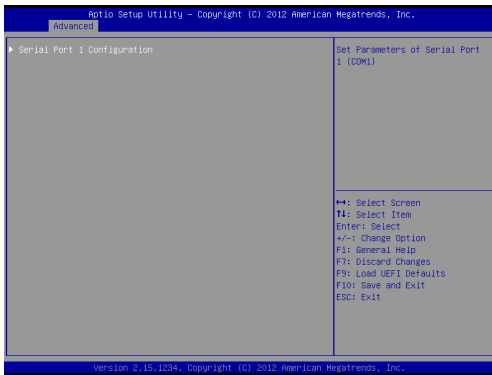 Aptio Setup Utility – Copyright (C) 2012 American Megatrends, Inc.
Advanced
Serial Port 1 Configuration
Set Parameters of Serial Port
1 (COM1)
↔: Select Screen
↑↓: Select Item
Enter: Select
+/-: Change Option
F1: General Help
F7: Discard Changes
F9: Load UEFI Defaults
F10: Save and Exit
ESC: Exit
Version 2.15.1234. Copyright (C) 2012 American Megatrends, Inc.